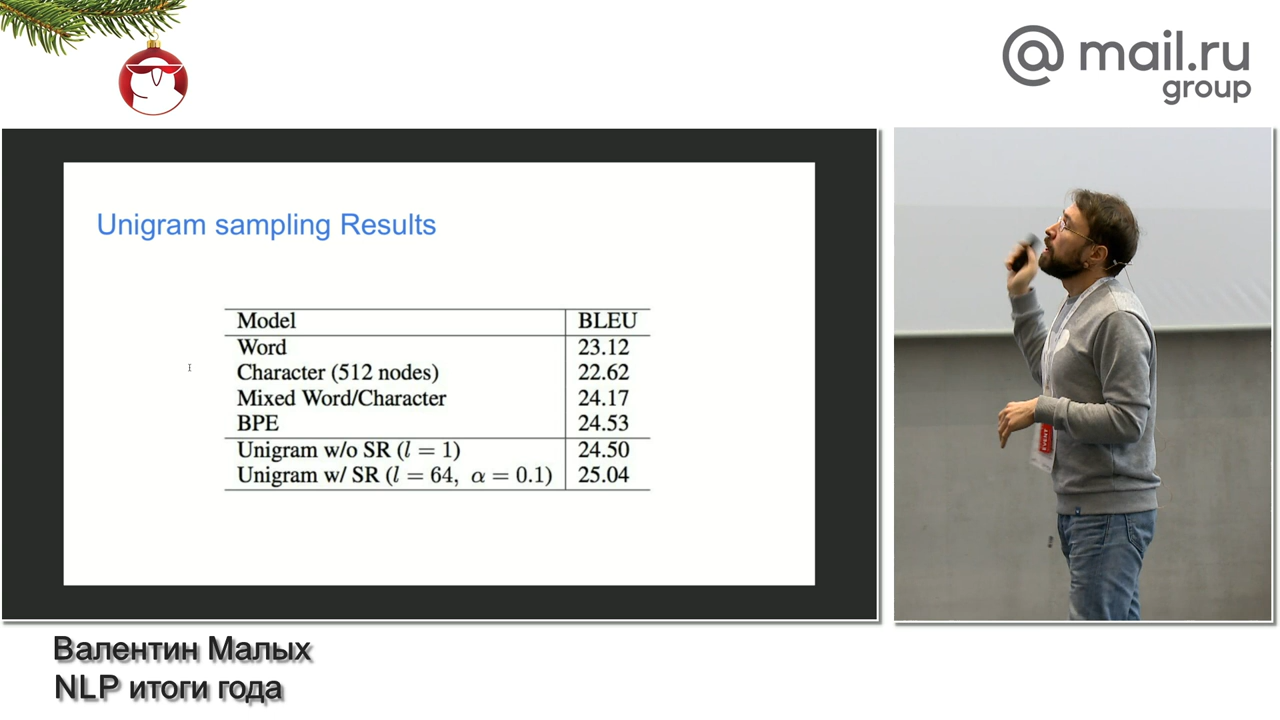 @mail.ru
group
Unigram sampling Results
Model BLEU
Word 23.12
Character (512 nodes) 22.62
Mixed Word/Character 24.17
BPE 24.53
Unigram w/o SR (l = 1) 24.50
Unigram w/ SR (l = 64, α = 0.1) 25.04
EVENT
Валентин Малых
NLP итоги года